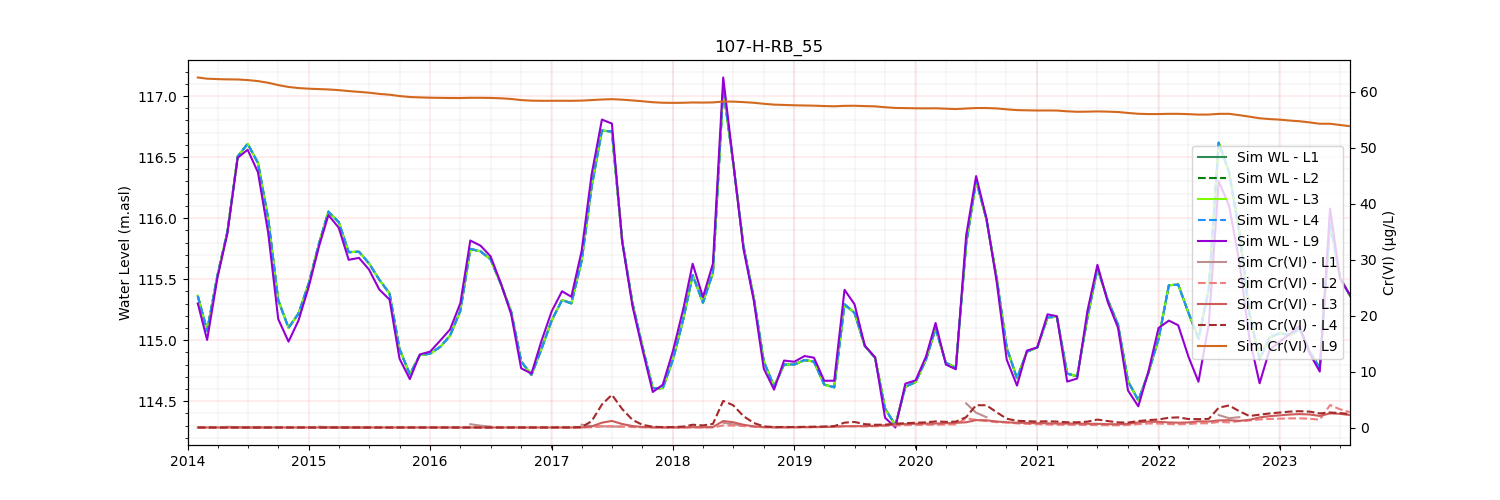 107-H-RB_55
Water Level (m.asl)
117.0
116.5
116.0
115.5
115.0
114.5
Cr(VI) (µg/L)
60
50
40
30
20
10
0
2014 2015 2016 2017 2018 2019 2020 2021 2022 2023
Sim WL - L1
Sim WL - L2
Sim WL - L3
Sim WL - L4
Sim WL - L9
Sim Cr(VI) - L1
Sim Cr(VI) - L2
Sim Cr(VI) - L3
Sim Cr(VI) - L4
Sim Cr(VI) - L9